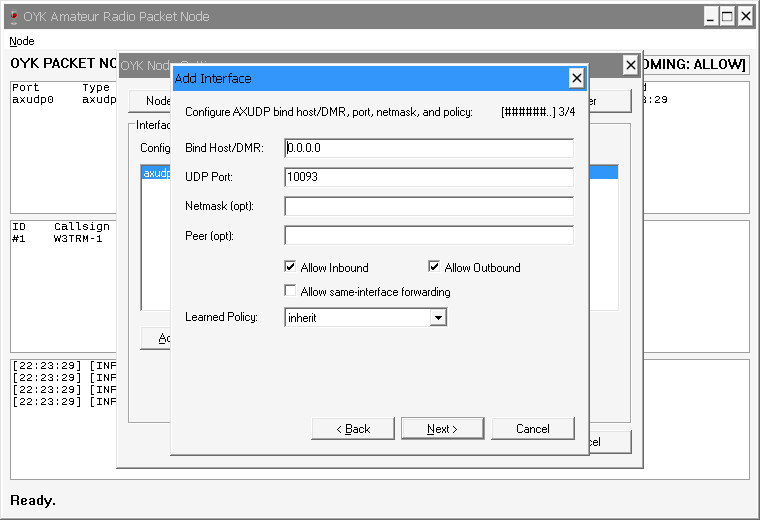 OYK Amateur Radio Packet Node
Node
OYK PACKET NO
OMING: ALLOW]
OYK Node
Add Interface
Port Type
axudp0 axudp
:29
Node
er
Interfac
Config
axudp
Ad
cel
Configure AXUDP bind host/DMR, port, netmask, and policy: [######..] 3/4
Bind Host/DMR: 0.0.0.0
UDP Port: 10093
Netmask (opt):
Peer (opt):
Allow Inbound Allow Outbound
Allow same-interface forwarding
Learned Policy: inherit
< Back Next > Cancel
ID Callsign
#1 W3TRM-1
[22:23:29] [INF
[22:23:29] [INF
[22:23:29] [INF
[22:23:29] [INF
Ready.